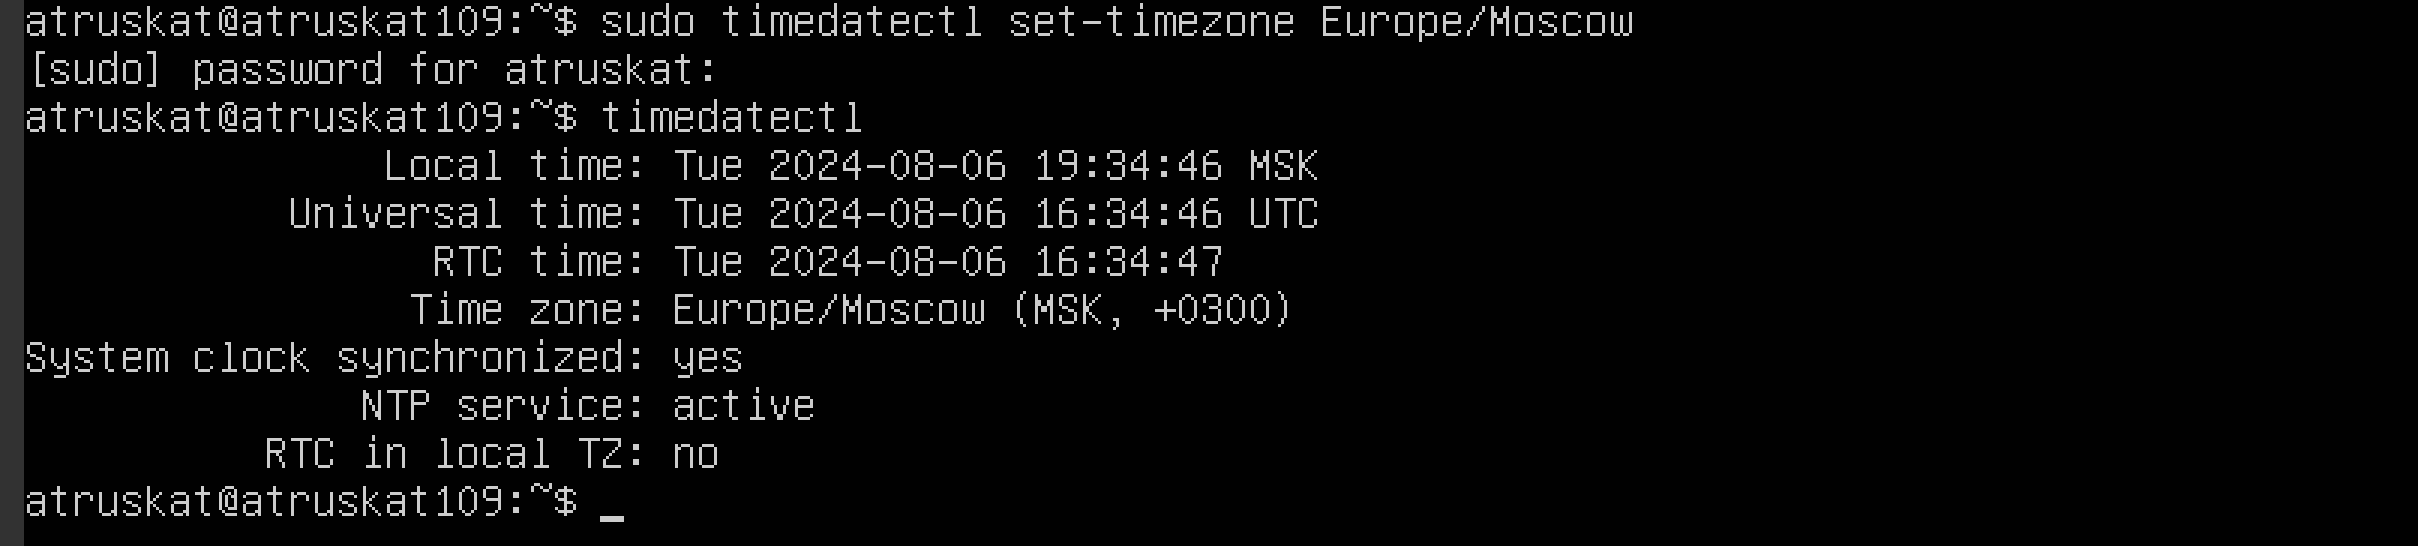 atruskat@atruskat109:~$ sudo timedatectl set-timezone Europe/Moscow
[sudo] password for atruskat:
atruskat@atruskat109:~$ timedatectl
               Local time: Tue 2024-08-06 19:34:46 MSK
           Universal time: Tue 2024-08-06 16:34:46 UTC
                 RTC time: Tue 2024-08-06 16:34:47
                Time zone: Europe/Moscow (MSK, +0300)
System clock synchronized: yes
              NTP service: active
          RTC in local TZ: no
atruskat@atruskat109:~$ _